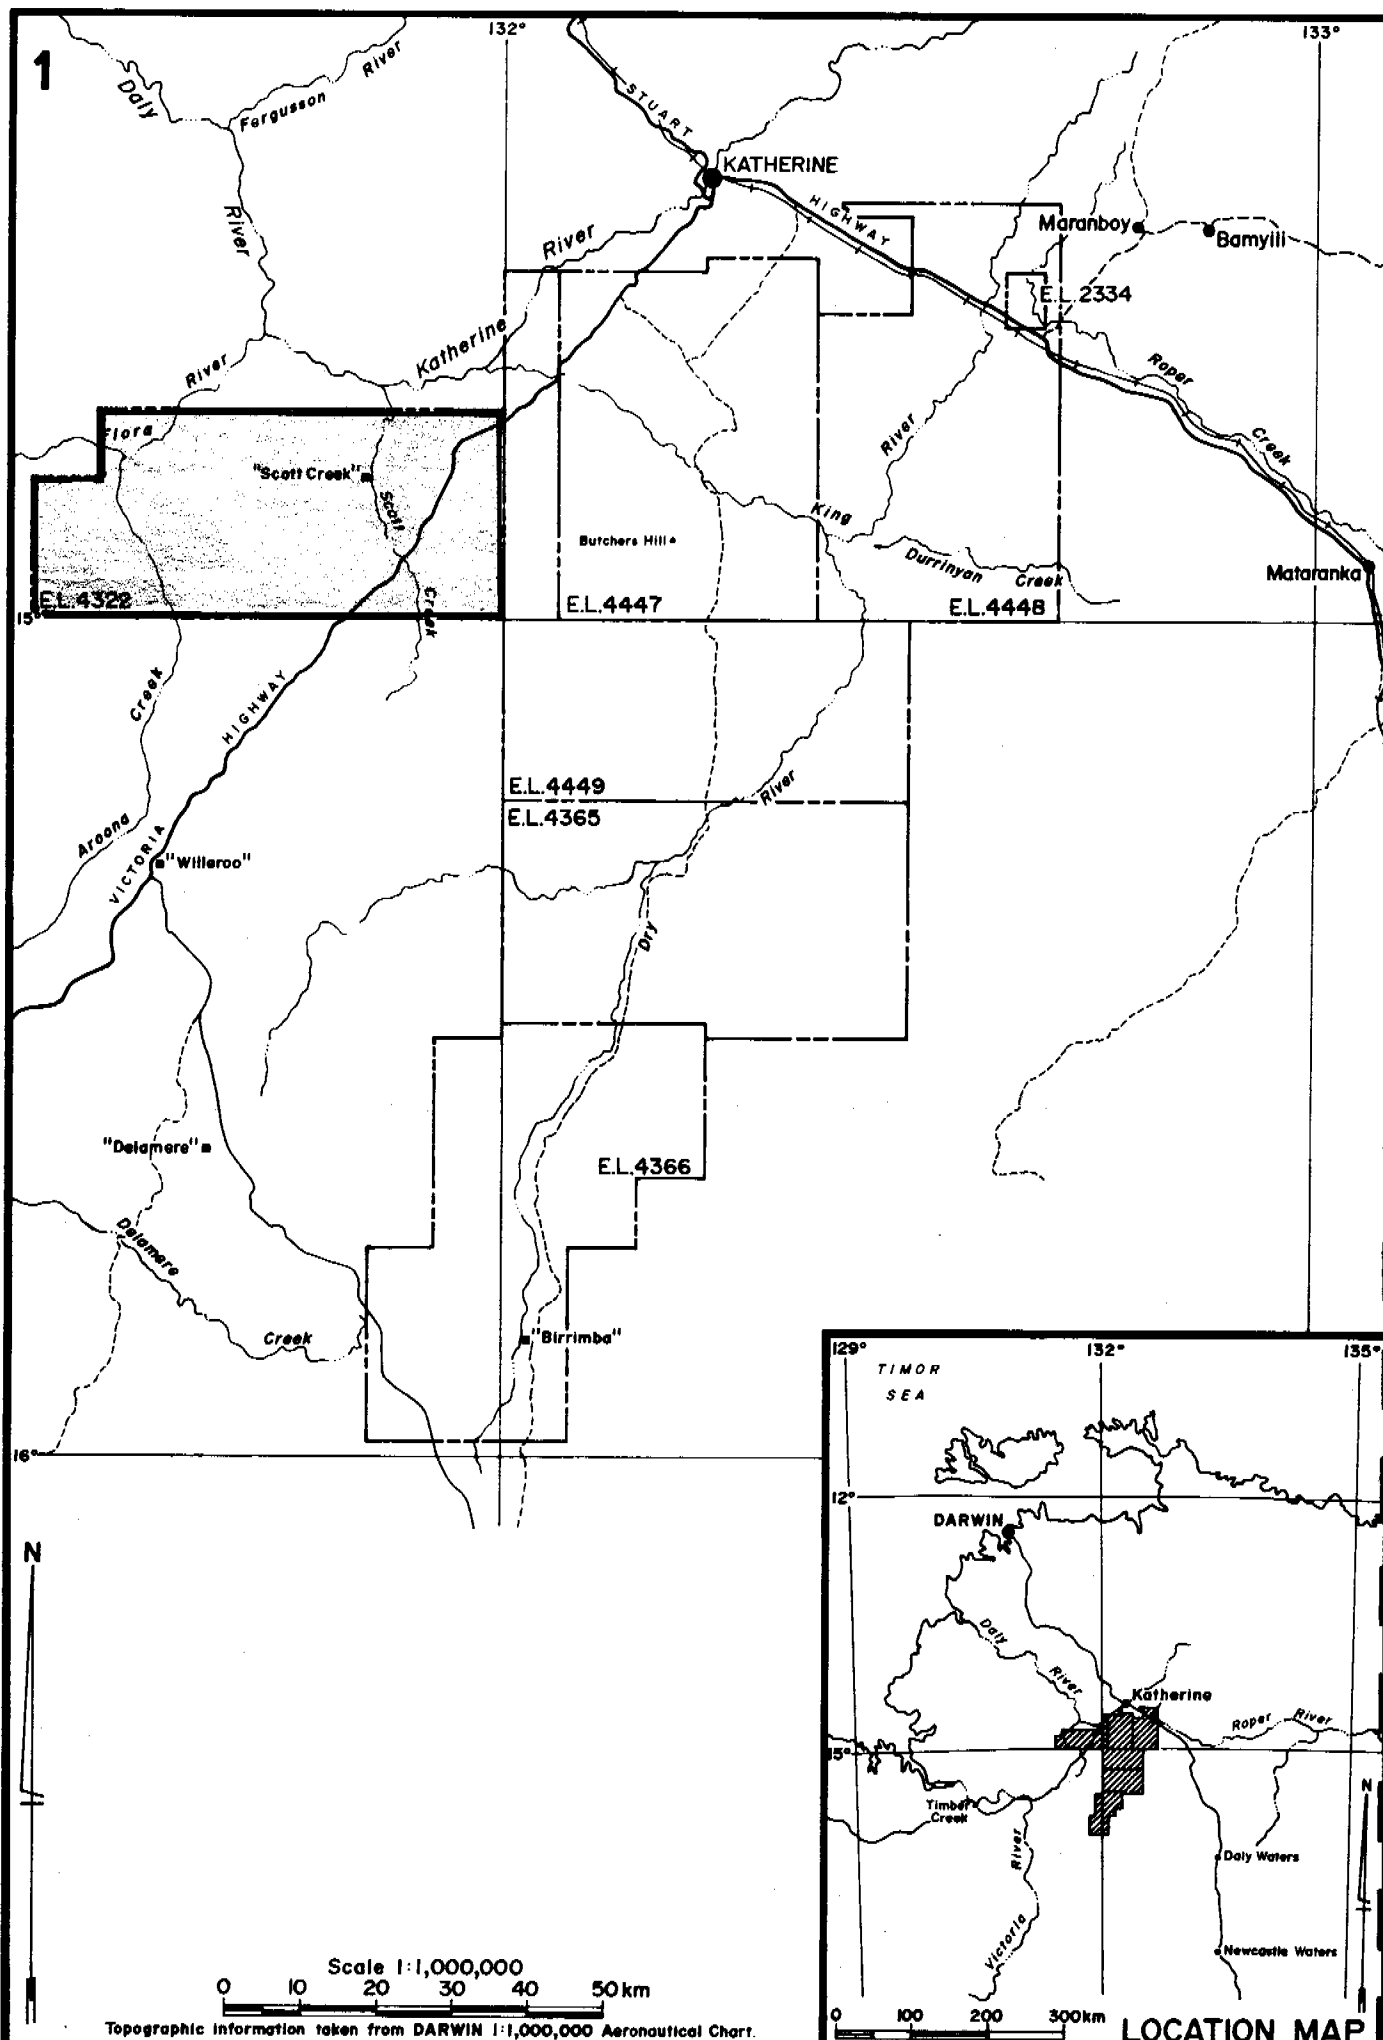 1
132°
133°
Daly
River
Fergusson
River
STUART
HIGHWAY
KATHERINE
Maranboy
Bamyili
E.L.2334
Katherine
River
Flora
River
"Scott Creek"
Scott
Creek
E.L.4322
15°
Butchers Hill
King
River
Durrinyan
Creek
Roper
Creek
Mataranka
E.L.4447
E.L.4448
E.L.4449
E.L.4365
River
Dry
Aroona
Creek
VICTORIA
HIGHWAY
"Willeroo"
"Delamere"
Delamere
Creek
E.L.4366
"Birrimba"
16°
N
Scale 1:1,000,000
0 10 20 30 40 50 km
Topographic information taken from DARWIN 1:1,000,000 Aeronautical Chart.
129°
132°
135°
TIMOR
SEA
12°
DARWIN
Daly
River
Katherine
Roper River
15°
Timber
Creek
Victoria
River
Daly Waters
Newcastle Waters
N
0 100 200 300km
LOCATION MAP